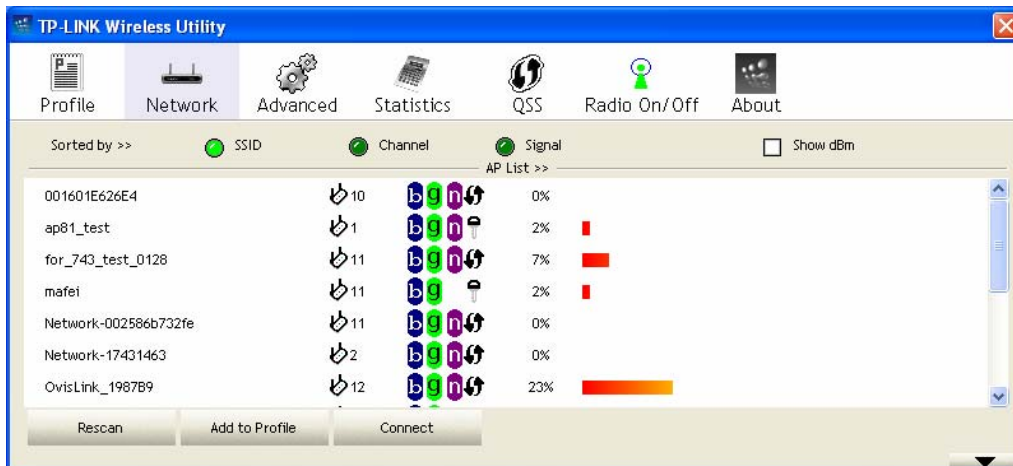 TP-LINK Wireless Utility
Profile Network Advanced Statistics QSS Radio On/Off About
Sorted by >> SSID Channel Signal Show dBm
AP List >>
001601E626E4 10 b g n 0%
ap81_test 1 b g n 2%
for_743_test_0128 11 b g n 7%
mafei 11 b g 2%
Network-002586b732fe 11 b g n 0%
Network-17431463 2 b g n 0%
OvisLink_1987B9 12 b g n 23%
Rescan Add to Profile Connect